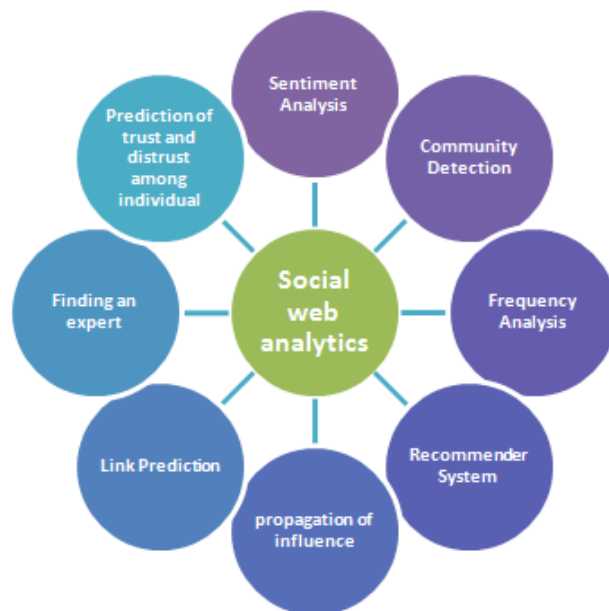 Sentiment
Analysis
Community
Detection
Frequency
Analysis
Recommender
System
propagation of
influence
Link Prediction
Finding an
expert
Prediction of
trust and
distrust
among
individual
Social
web
analytics